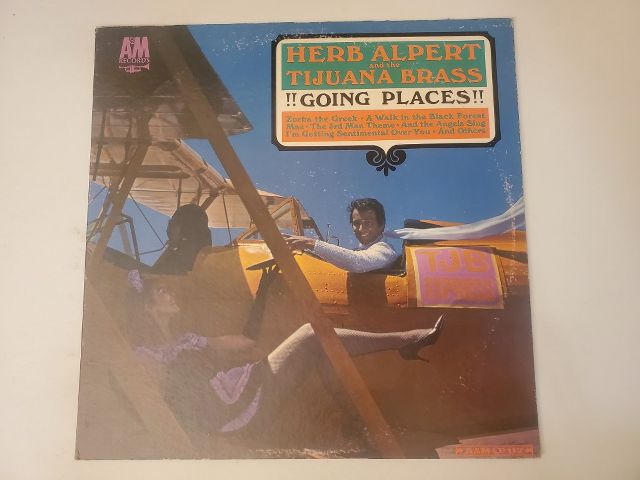 A&M
RECORDS
HERB ALPERT
and the
TIJUANA BRASS
!!GOING PLACES!!
Zorba the Greek • A Walk in the Black Forest
Mae • The 3rd Man Theme • And the Angels Sing
I'm Getting Sentimental Over You • And Others
TJB